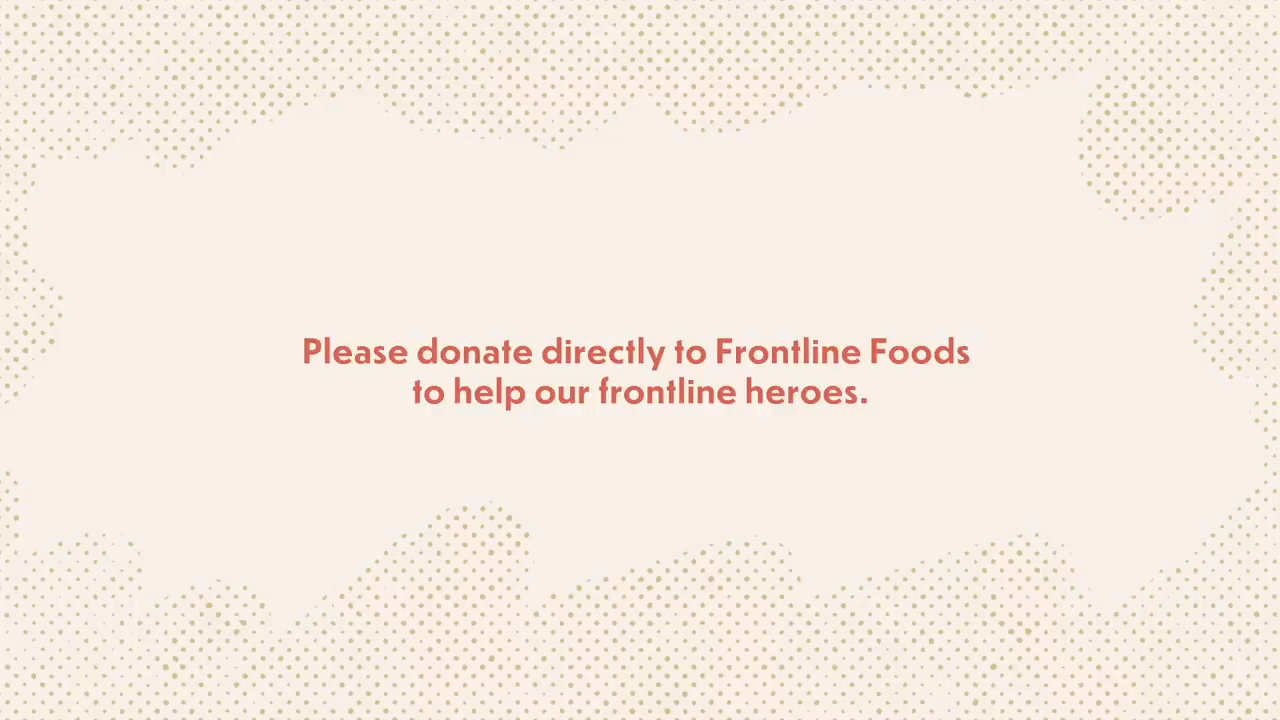 Please donate directly to Frontline Foods
to help our frontline heroes.